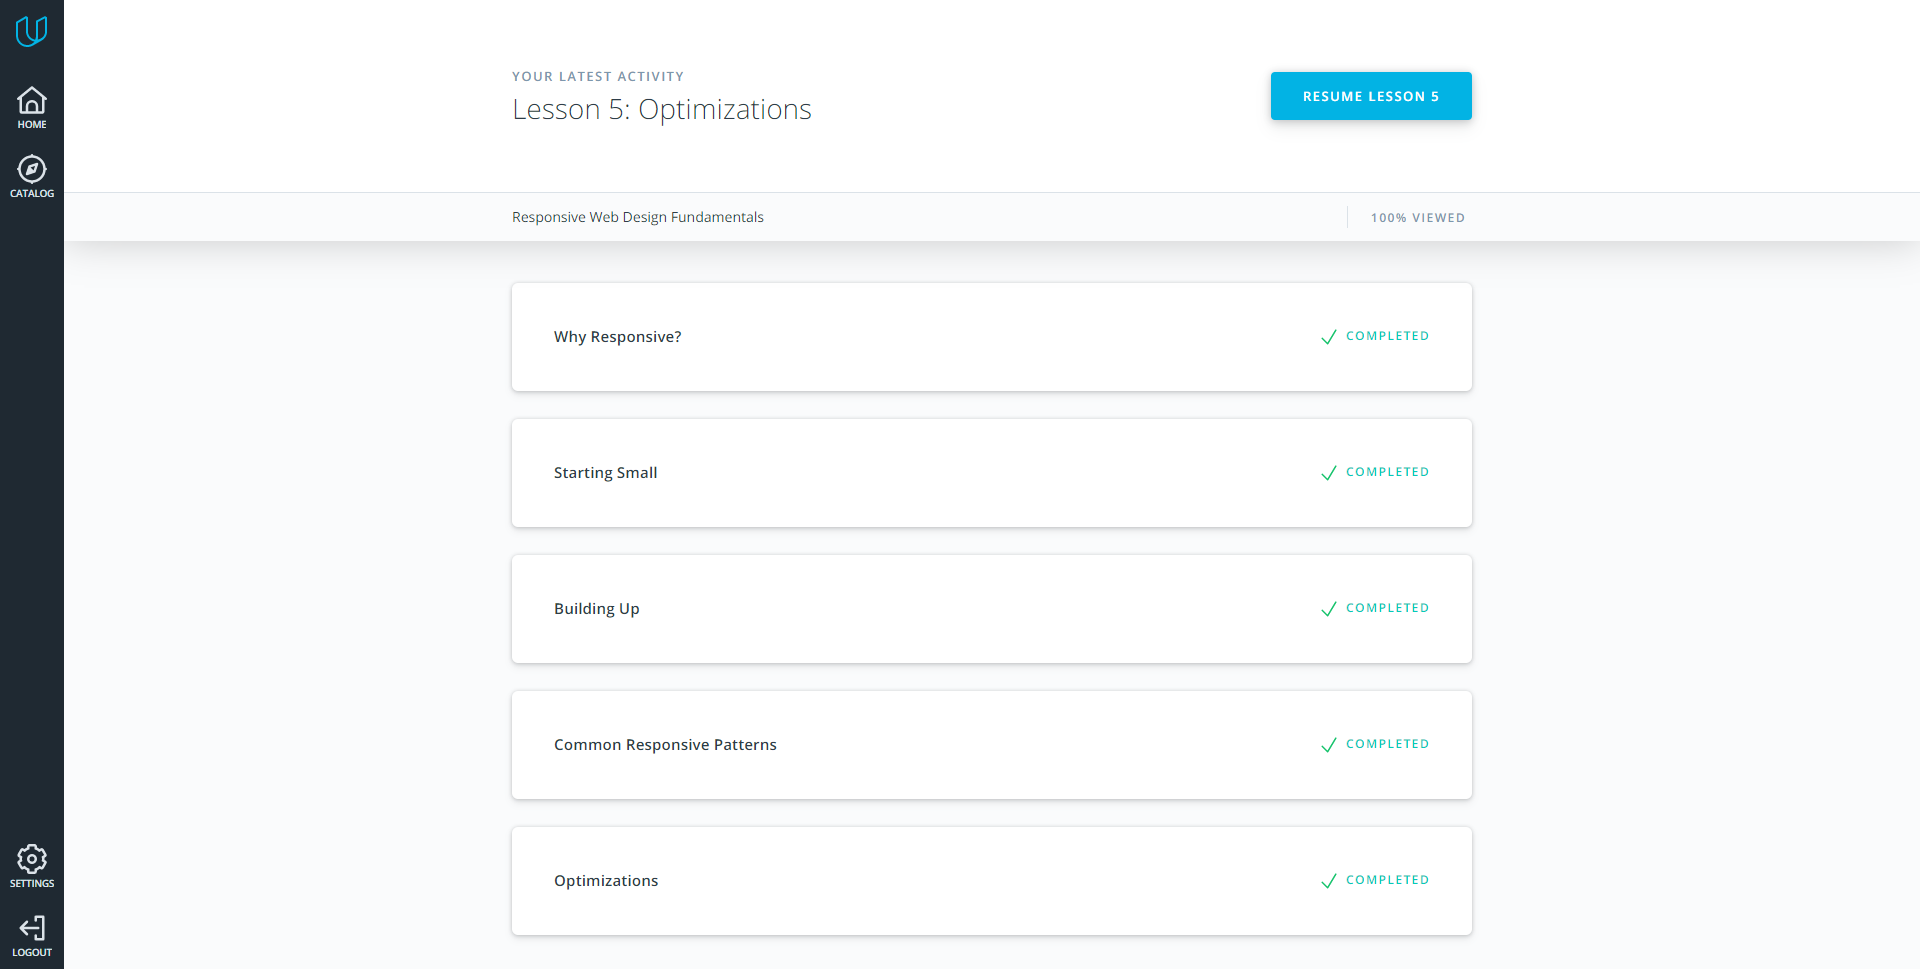 HOME
CATALOG
SETTINGS
LOGOUT
YOUR LATEST ACTIVITY
Lesson 5: Optimizations
RESUME LESSON 5
Responsive Web Design Fundamentals
100% VIEWED
Why Responsive?
COMPLETED
Starting Small
COMPLETED
Building Up
COMPLETED
Common Responsive Patterns
COMPLETED
Optimizations
COMPLETED